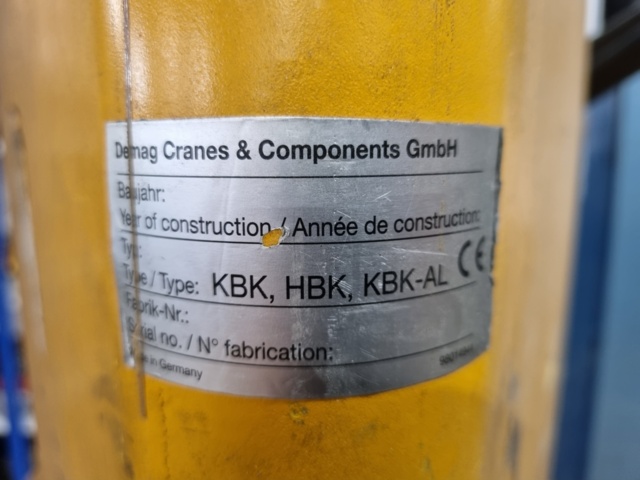 Demag Cranes & Components GmbH
Baujahr:
Year of construction / Année de construction:
Typ:
Type / Type: KBK, HBK, KBK-AL CE
Fabrik-Nr.:
Serial no. / N° fabrication:
Made in Germany